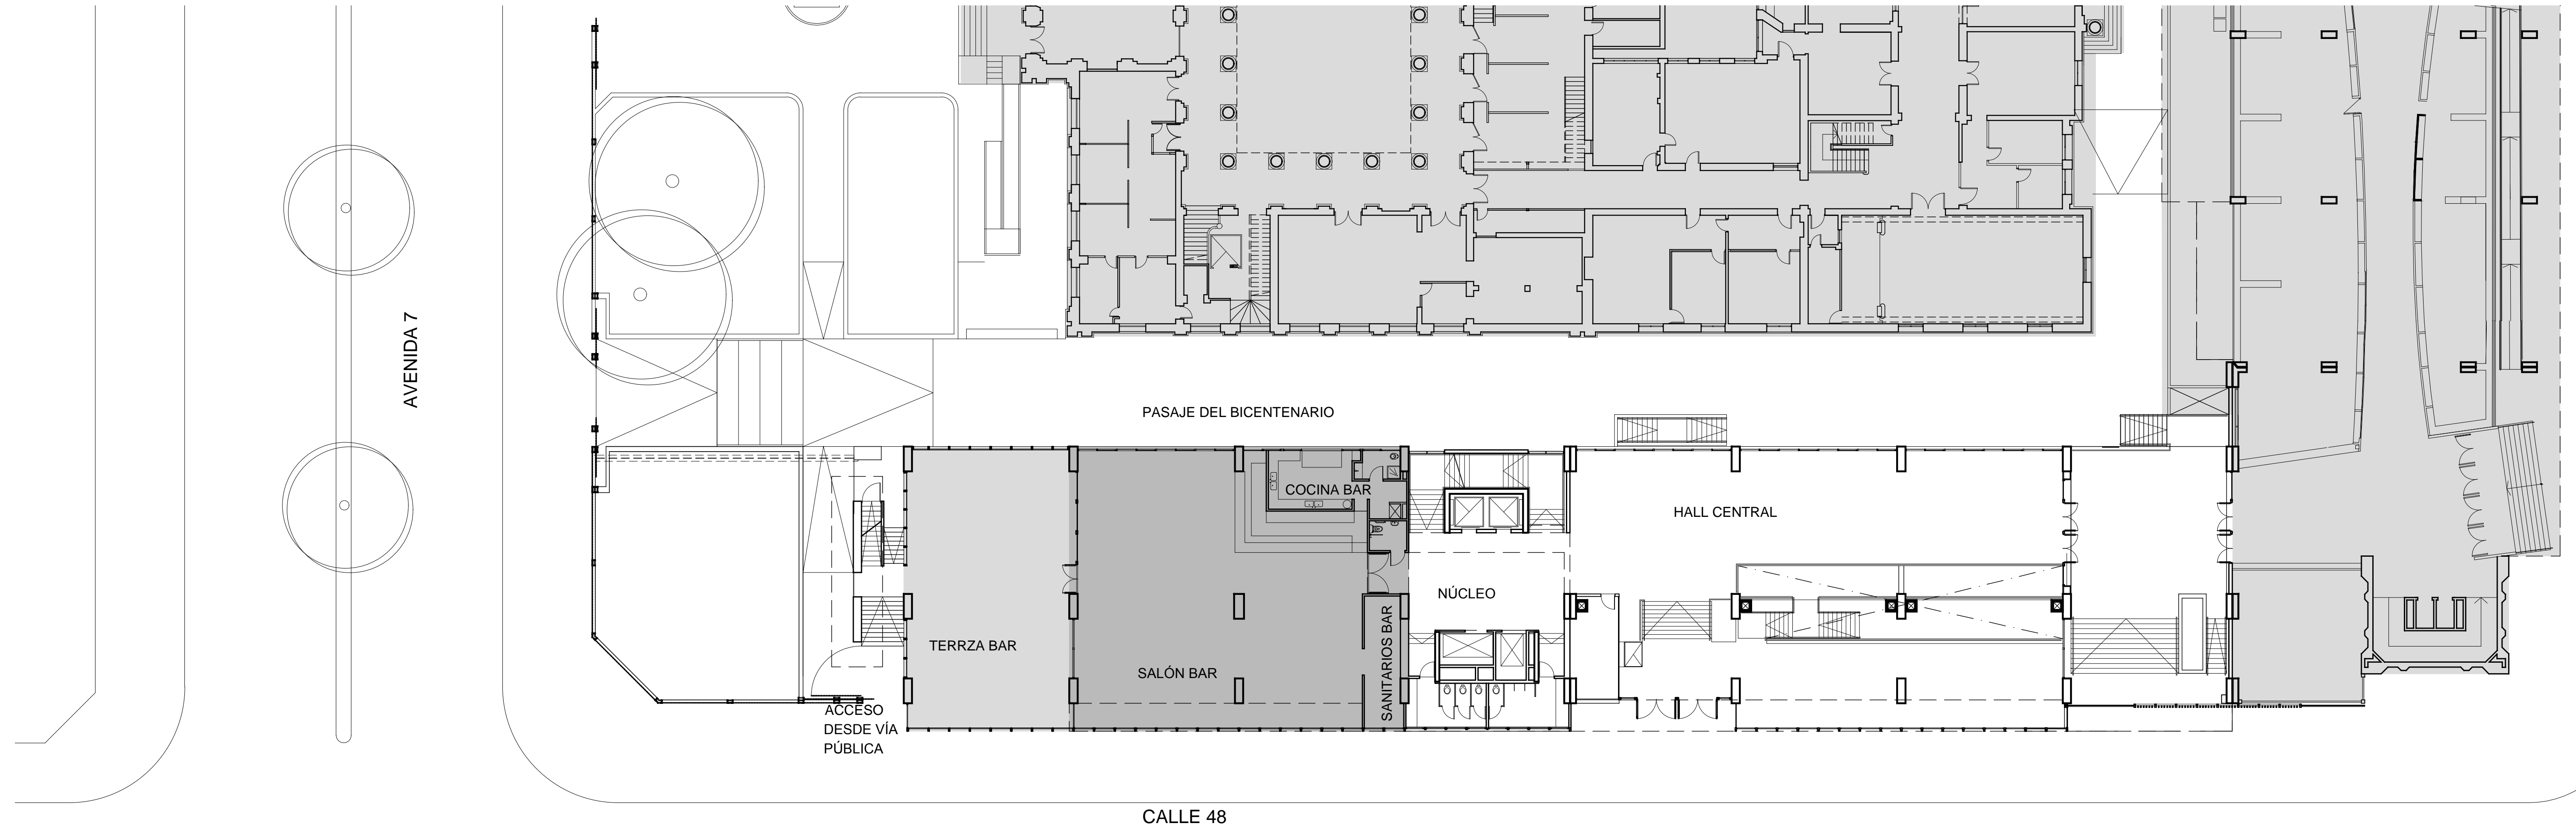 AVENIDA 7
PASAJE DEL BICENTENARIO
COCINA BAR
HALL CENTRAL
NÚCLEO
TERRZA BAR
SALÓN BAR
SANITARIOS BAR
ACCESO
DESDE VÍA
PÚBLICA
CALLE 48